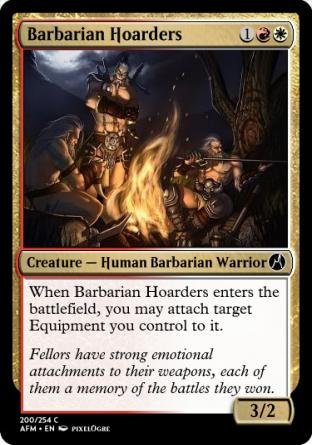 Barbarian Hoarders 1
Creature — Human Barbarian Warrior
When Barbarian Hoarders enters the
battlefield, you may attach target
Equipment you control to it.
Fellors have strong emotional
attachments to their weapons, each of
them a memory of the battles they won.
3/2
200/254 C
AFM • EN PIXELOGRE